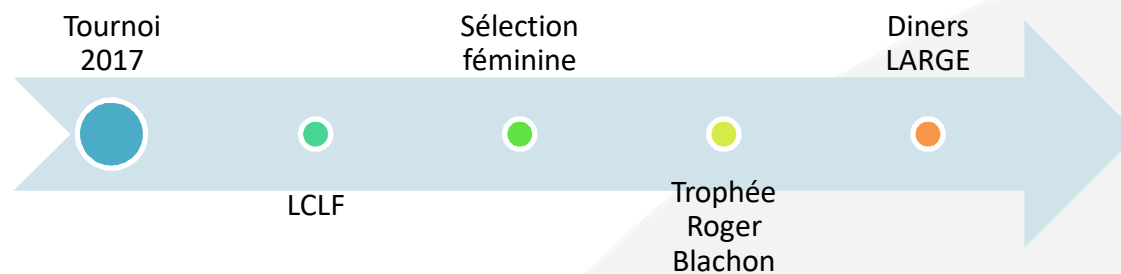 Tournoi
2017
LCLF
Sélection
féminine
Trophée
Roger
Blachon
Diners
LARGE